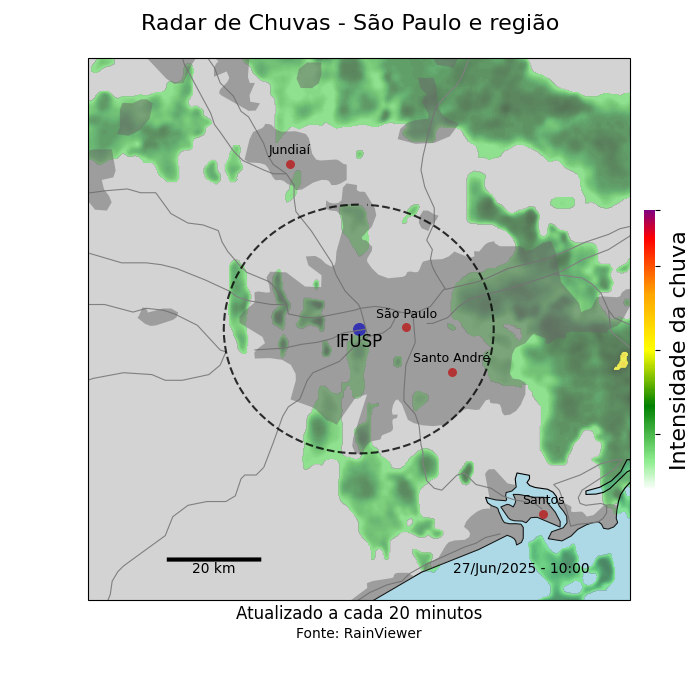 Radar de Chuvas - São Paulo e região
Jundiaí
São Paulo
IFUSP
Santo André
Santos
20 km
27/Jun/2025 - 10:00
Intensidade da chuva
Atualizado a cada 20 minutos
Fonte: RainViewer